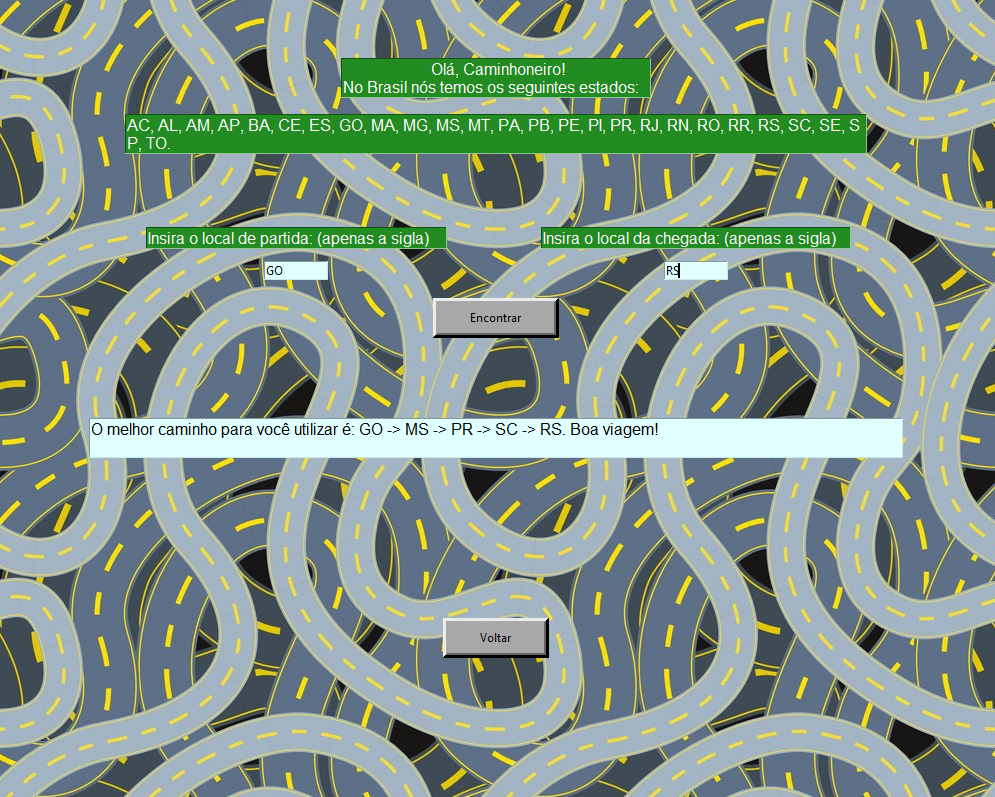 Olá, Caminhoneiro!
No Brasil nós temos os seguintes estados:
AC, AL, AM, AP, BA, CE, ES, GO, MA, MG, MS, MT, PA, PB, PE, PI, PR, RJ, RN, RO, RR, RS, SC, SE, S
P, TO.
Insira o local de partida: (apenas a sigla)
Insira o local da chegada: (apenas a sigla)
GO
RS
Encontrar
O melhor caminho para você utilizar é: GO -> MS -> PR -> SC -> RS. Boa viagem!
Voltar